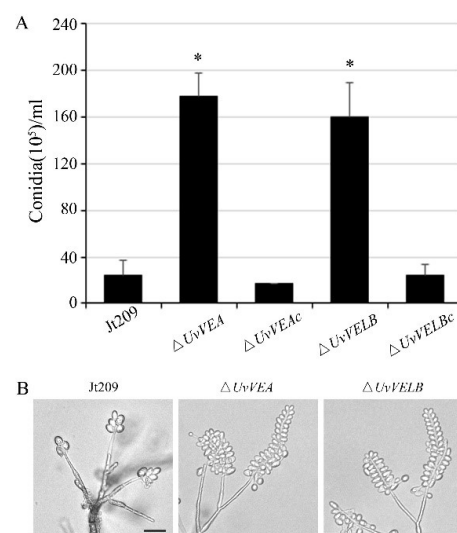 A
240
200
160
120
80
40
0
Conidia(10⁵)/ml
*
*
Jt209
△UvVEA
△UvVEAc
△UvVELB
△UvVELBc
B
Jt209
△UvVEA
△UvVELB